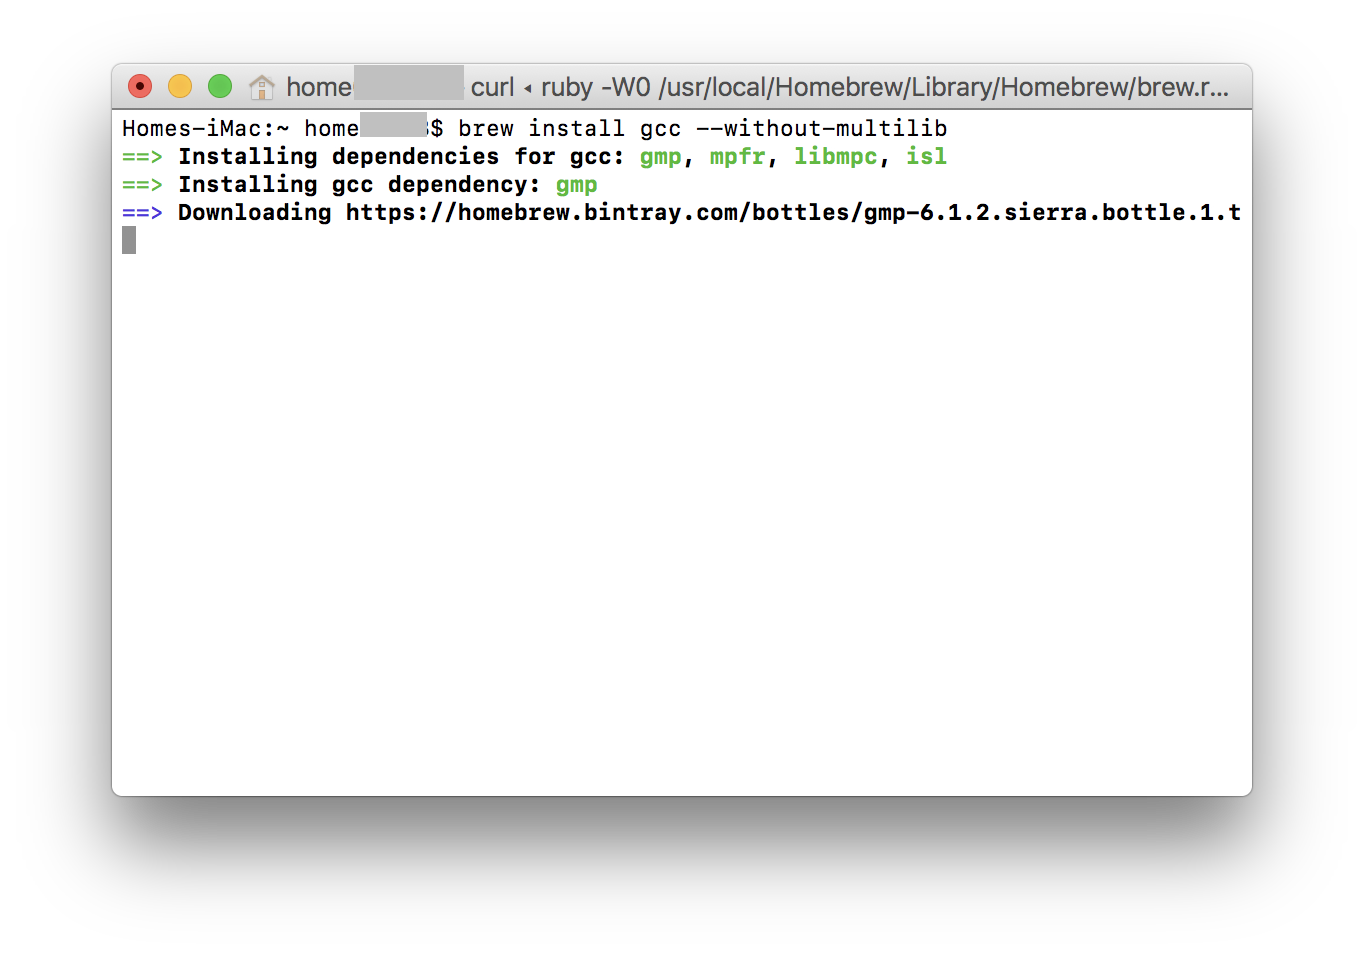 home curl ◂ ruby -W0 /usr/local/Homebrew/Library/Homebrew/brew.r...
Homes-iMac:~ home $ brew install gcc --without-multilib
==> Installing dependencies for gcc: gmp, mpfr, libmpc, isl
==> Installing gcc dependency: gmp
==> Downloading https://homebrew.bintray.com/bottles/gmp-6.1.2.sierra.bottle.1.t